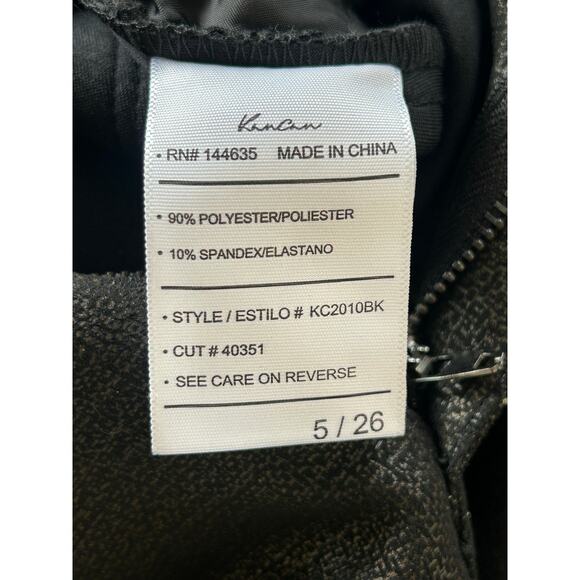 KanCan
• RN# 144635 MADE IN CHINA
• 90% POLYESTER/POLIESTER
• 10% SPANDEX/ELASTANO
• STYLE / ESTILO # KC2010BK
• CUT # 40351
• SEE CARE ON REVERSE
5 / 26